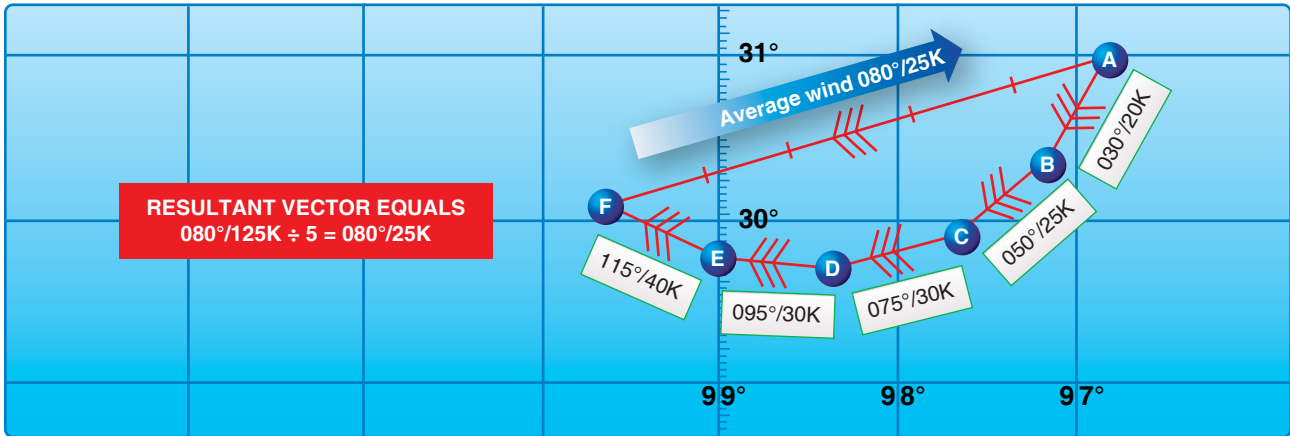 31°
Average wind 080°/25K
A
030°/20K
B
RESULTANT VECTOR EQUALS
080°/125K ÷ 5 = 080°/25K
F
30°
050°/25K
C
E
D
115°/40K
095°/30K
075°/30K
99°
98°
97°